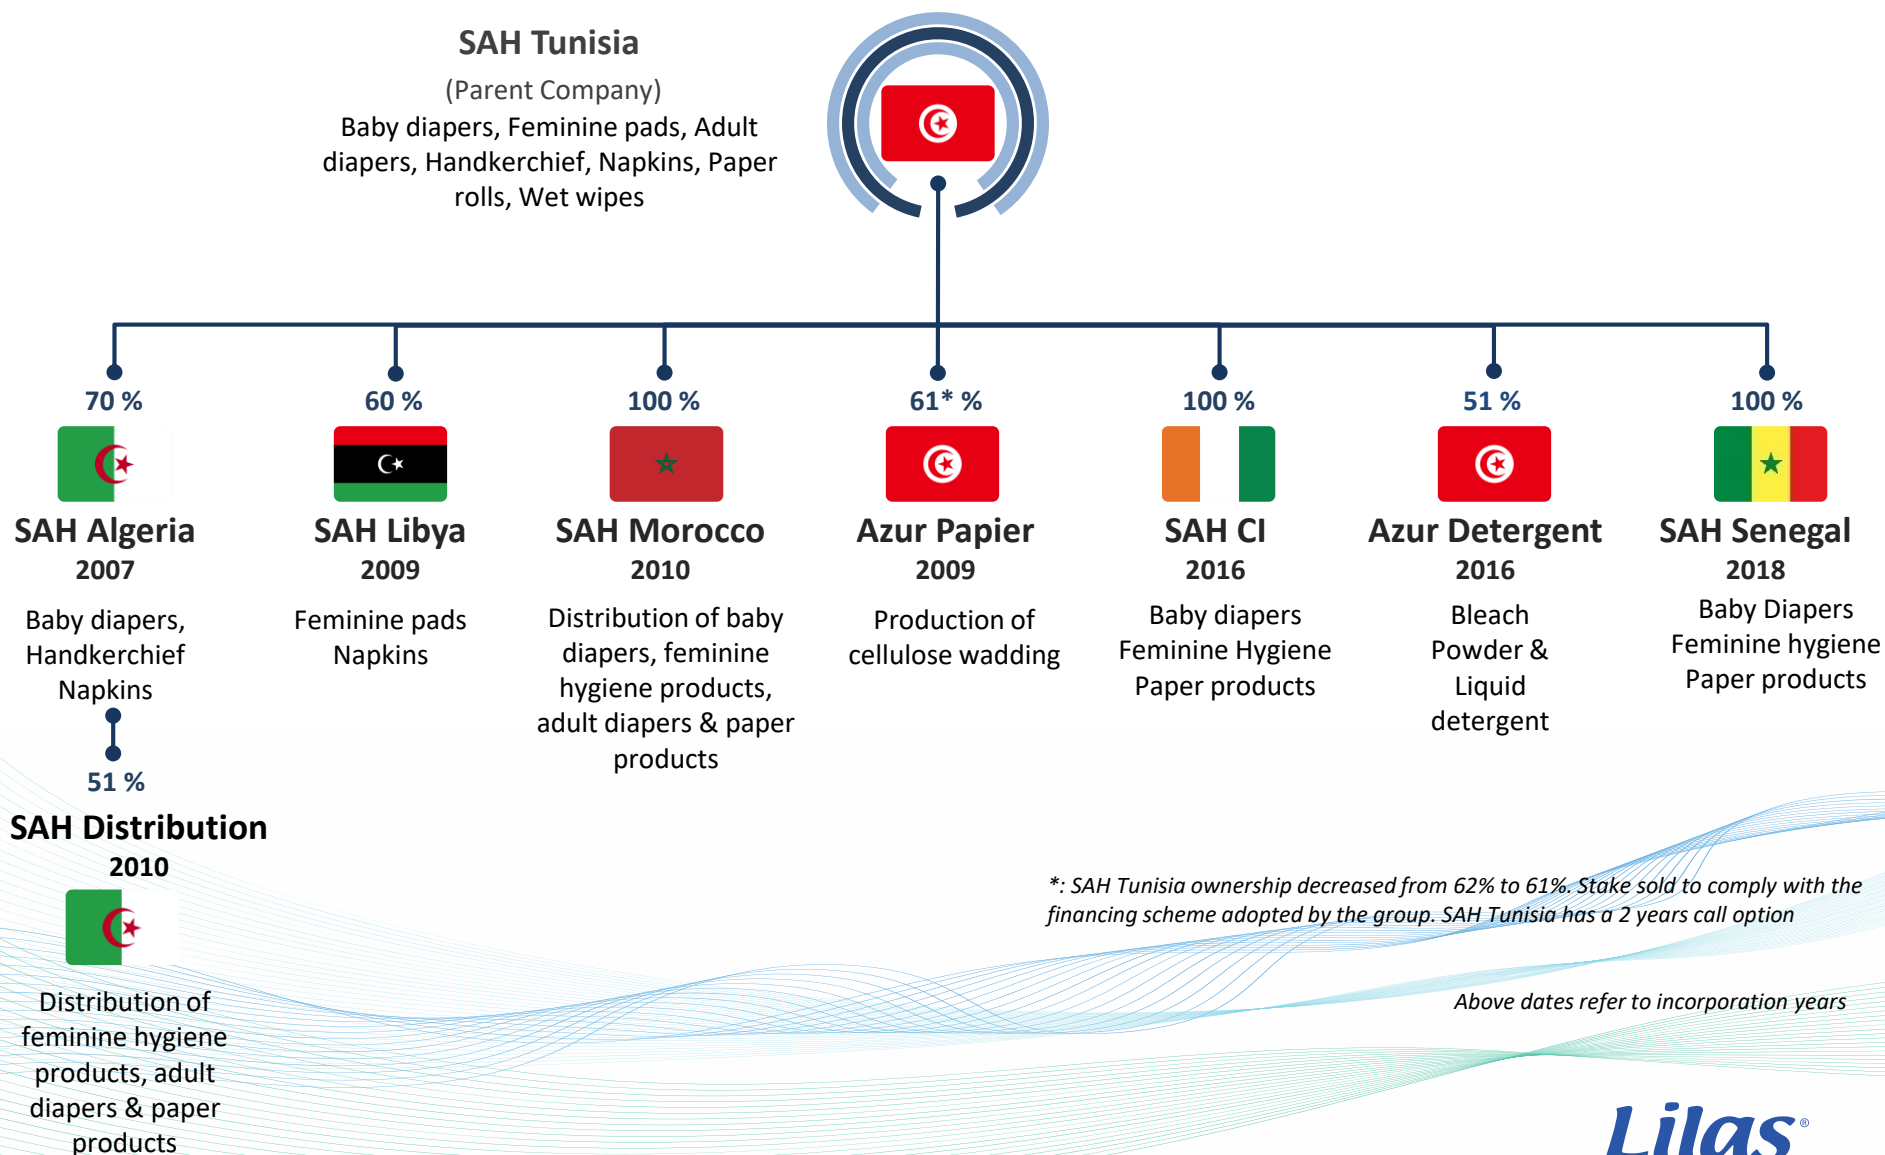 SAH Tunisia
(Parent Company)
Baby diapers, Feminine pads, Adult
diapers, Handkerchief, Napkins, Paper
rolls, Wet wipes
70 %
SAH Algeria
2007
Baby diapers,
Handkerchief
Napkins
51 %
SAH Distribution
2010
Distribution of
feminine hygiene
products, adult
diapers & paper
products
60 %
SAH Libya
2009
Feminine pads
Napkins
100 %
SAH Morocco
2010
Distribution of baby
diapers, feminine
hygiene products,
adult diapers & paper
products
61* %
Azur Papier
2009
Production of
cellulose wadding
100 %
SAH CI
2016
Baby diapers
Feminine Hygiene
Paper products
51 %
Azur Detergent
2016
Bleach
Powder &
Liquid
detergent
100 %
SAH Senegal
2018
Baby Diapers
Feminine hygiene
Paper products
*: SAH Tunisia ownership decreased from 62% to 61%. Stake sold to comply with the
financing scheme adopted by the group. SAH Tunisia has a 2 years call option
Above dates refer to incorporation years
Lilas®